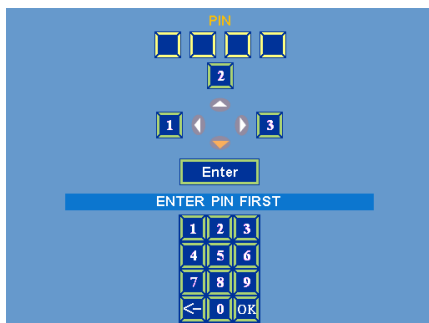 PIN
2
1 3
Enter
ENTER PIN FIRST
1 2 3
4 5 6
7 8 9
<- 0 OK